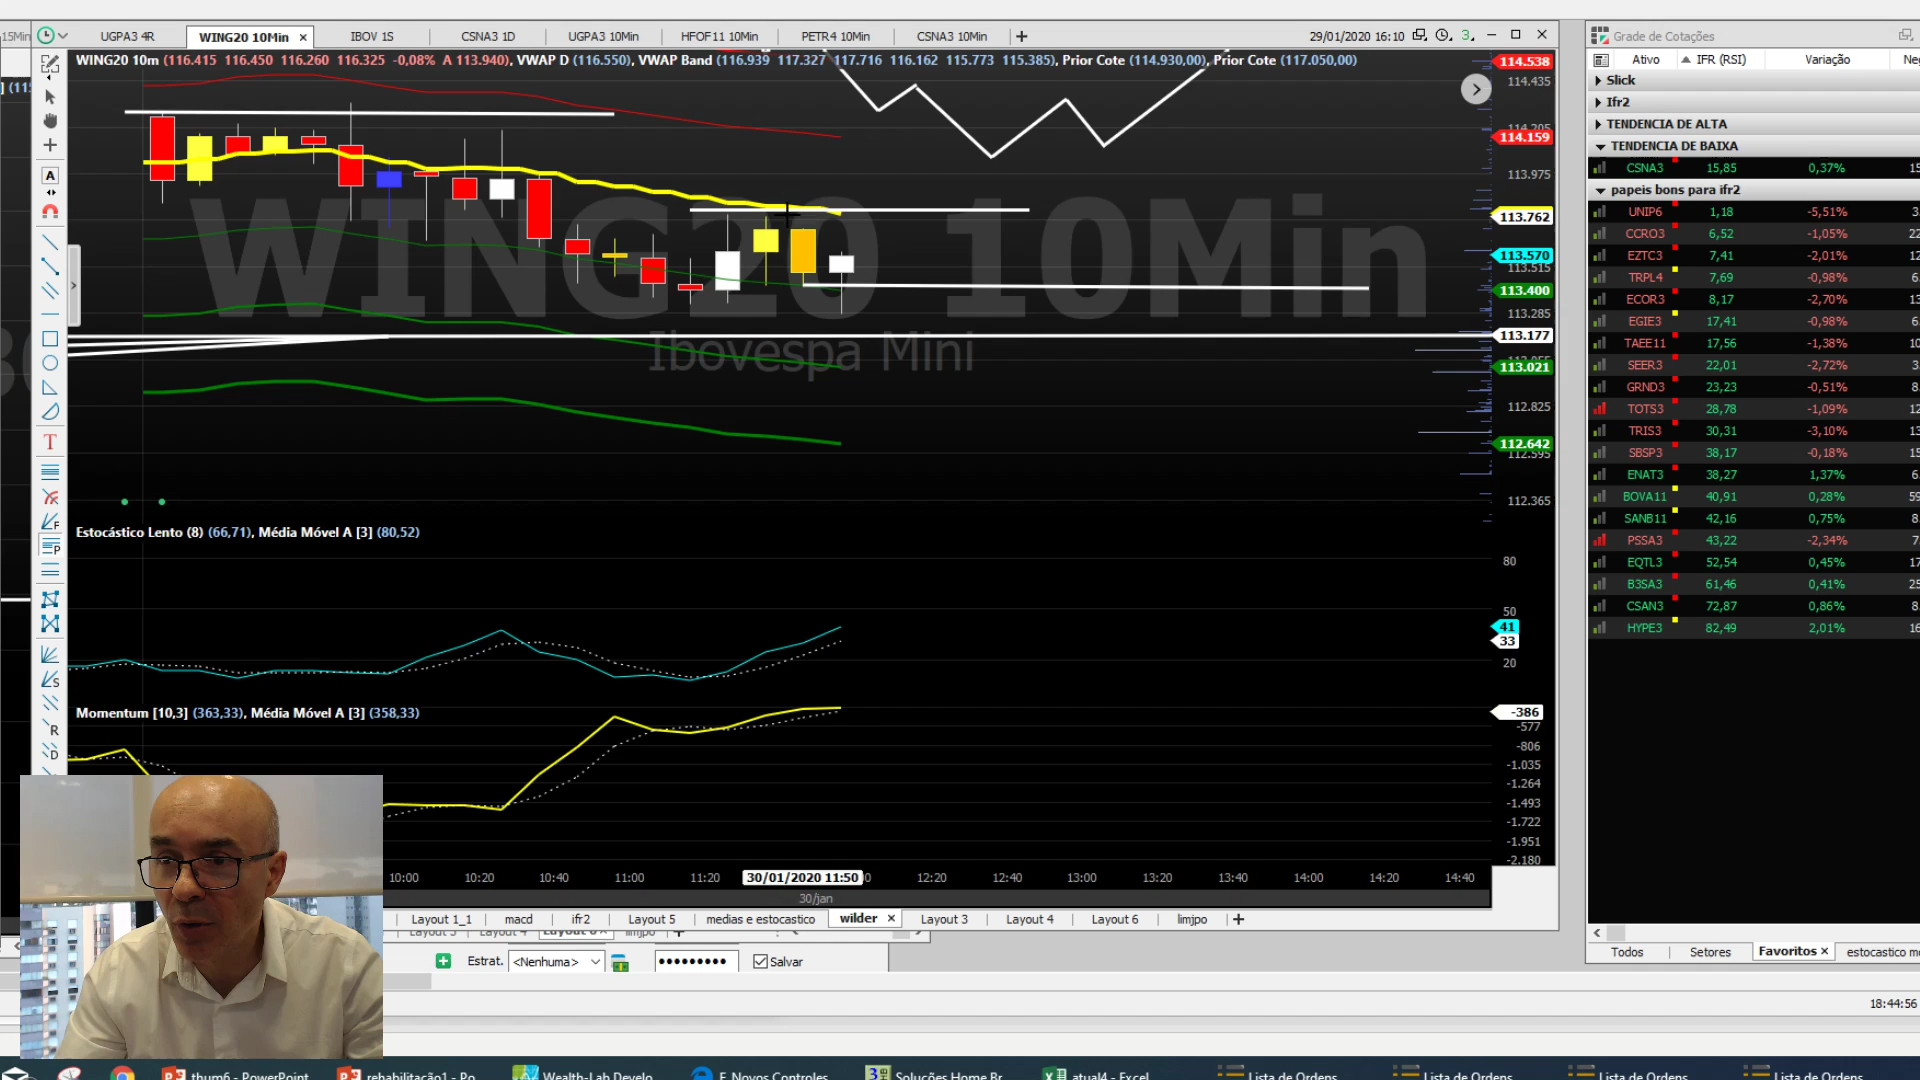 15Min
UGPA3 4R
WING20 10Min ×
IBOV 1S
CSNA3 1D
UGPA3 10Min
HFOF11 10Min
PETR4 10Min
CSNA3 10Min
29/01/2020 16:10
3
WING20 10m (116.415 116.450 116.260 116.325 -0,08% A 113.940), VWAP D (116.550), VWAP Band (116.939 117.327 117.716 116.162 115.773 115.385), Prior Cote (114.930,00), Prior Cote (117.050,00)
114.538
114.435
114.205
114.159
113.975
113.762
113.570
113.515
113.400
113.285
113.177
113.021
112.825
112.642
112.595
112.365
WING20 10Min
Ibovespa Mini
Estocástico Lento (8) (66,71), Média Móvel A [3] (80,52)
80
50
41
33
20
Momentum [10,3] (363,33), Média Móvel A [3] (358,33)
-386
-577
-806
-1.035
-1.264
-1.493
-1.722
-1.951
-2.180
10:00
10:20
10:40
11:00
11:20
30/01/2020 11:50
12:20
12:40
13:00
13:20
13:40
14:00
14:20
14:40
30/jan
Layout 1_1
macd
ifr2
Layout 5
medias e estocastico
wilder ×
Layout 3
Layout 4
Layout 6
limjpo
Estrat.
<Nenhuma>
Salvar
Grade de Cotações
Ativo
IFR (RSI)
Variação
Slick
Ifr2
TENDENCIA DE ALTA
TENDENCIA DE BAIXA
CSNA3 15,85 0,37%
papeis bons para ifr2
UNIP6 1,18 -5,51%
CCRO3 6,52 -1,05%
EZTC3 7,41 -2,01%
TRPL4 7,69 -0,98%
ECOR3 8,17 -2,70%
EGIE3 17,41 -0,98%
TAEE11 17,56 -1,38%
SEER3 22,01 -2,72%
GRND3 23,23 -0,51%
TOTS3 28,78 -1,09%
TRIS3 30,31 -3,10%
SBSP3 38,17 -0,18%
ENAT3 38,27 1,37%
BOVA11 40,91 0,28%
SANB11 42,16 0,75%
PSSA3 43,22 -2,34%
EQTL3 52,54 0,45%
B3SA3 61,46 0,41%
CSAN3 72,87 0,86%
HYPE3 82,49 2,01%
Todos
Setores
Favoritos ×
estocastico
18:44:56
thum6 - PowerPoint
rehabilitação1 - Po
Wealth-Lab Develo
F. Novos Controles
Soluções Home Br
atual4 - Excel
Lista de Ordens
Lista de Ordens
Lista de Ordens
Lista de Ordens